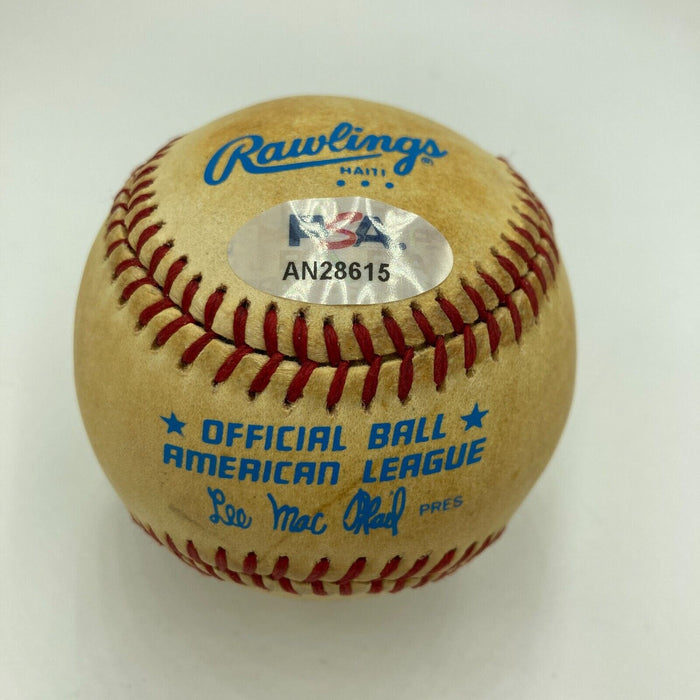 Rawlings®
HAITI
PSA.
AN28615
OFFICIAL BALL
AMERICAN LEAGUE
Lee Mac Phail PRES